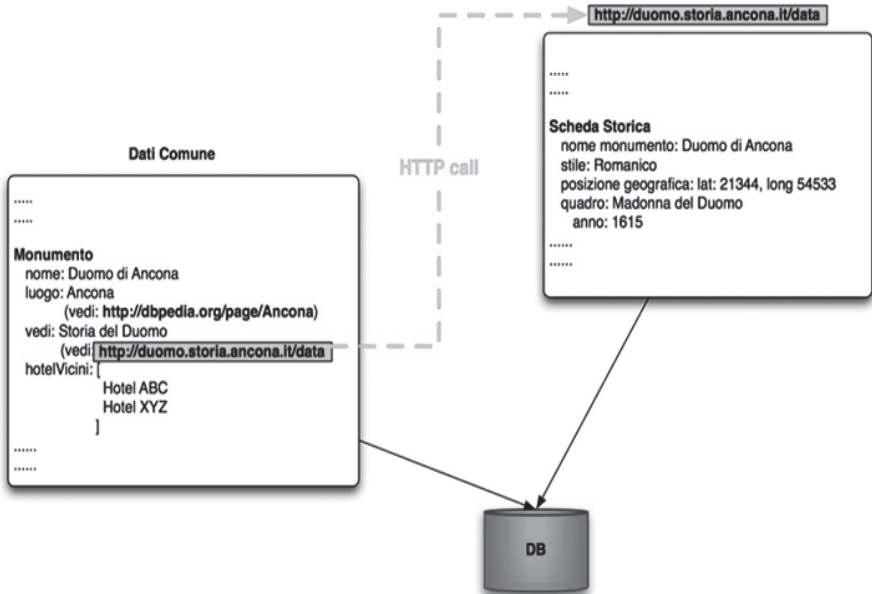 http://duomo.storia.ancona.it/data
.....
.....
Scheda Storica
nome monumento: Duomo di Ancona
stile: Romanico
posizione geografica: lat: 21344, long 54533
quadro: Madonna del Duomo
anno: 1615
......
......
HTTP call
Dati Comune
.....
.....
Monumento
nome: Duomo di Ancona
luogo: Ancona
(vedi: http://dbpedia.org/page/Ancona)
vedi: Storia del Duomo
(vedi: http://duomo.storia.ancona.it/data
hotelVicini: [
Hotel ABC
Hotel XYZ
]
......
......
DB